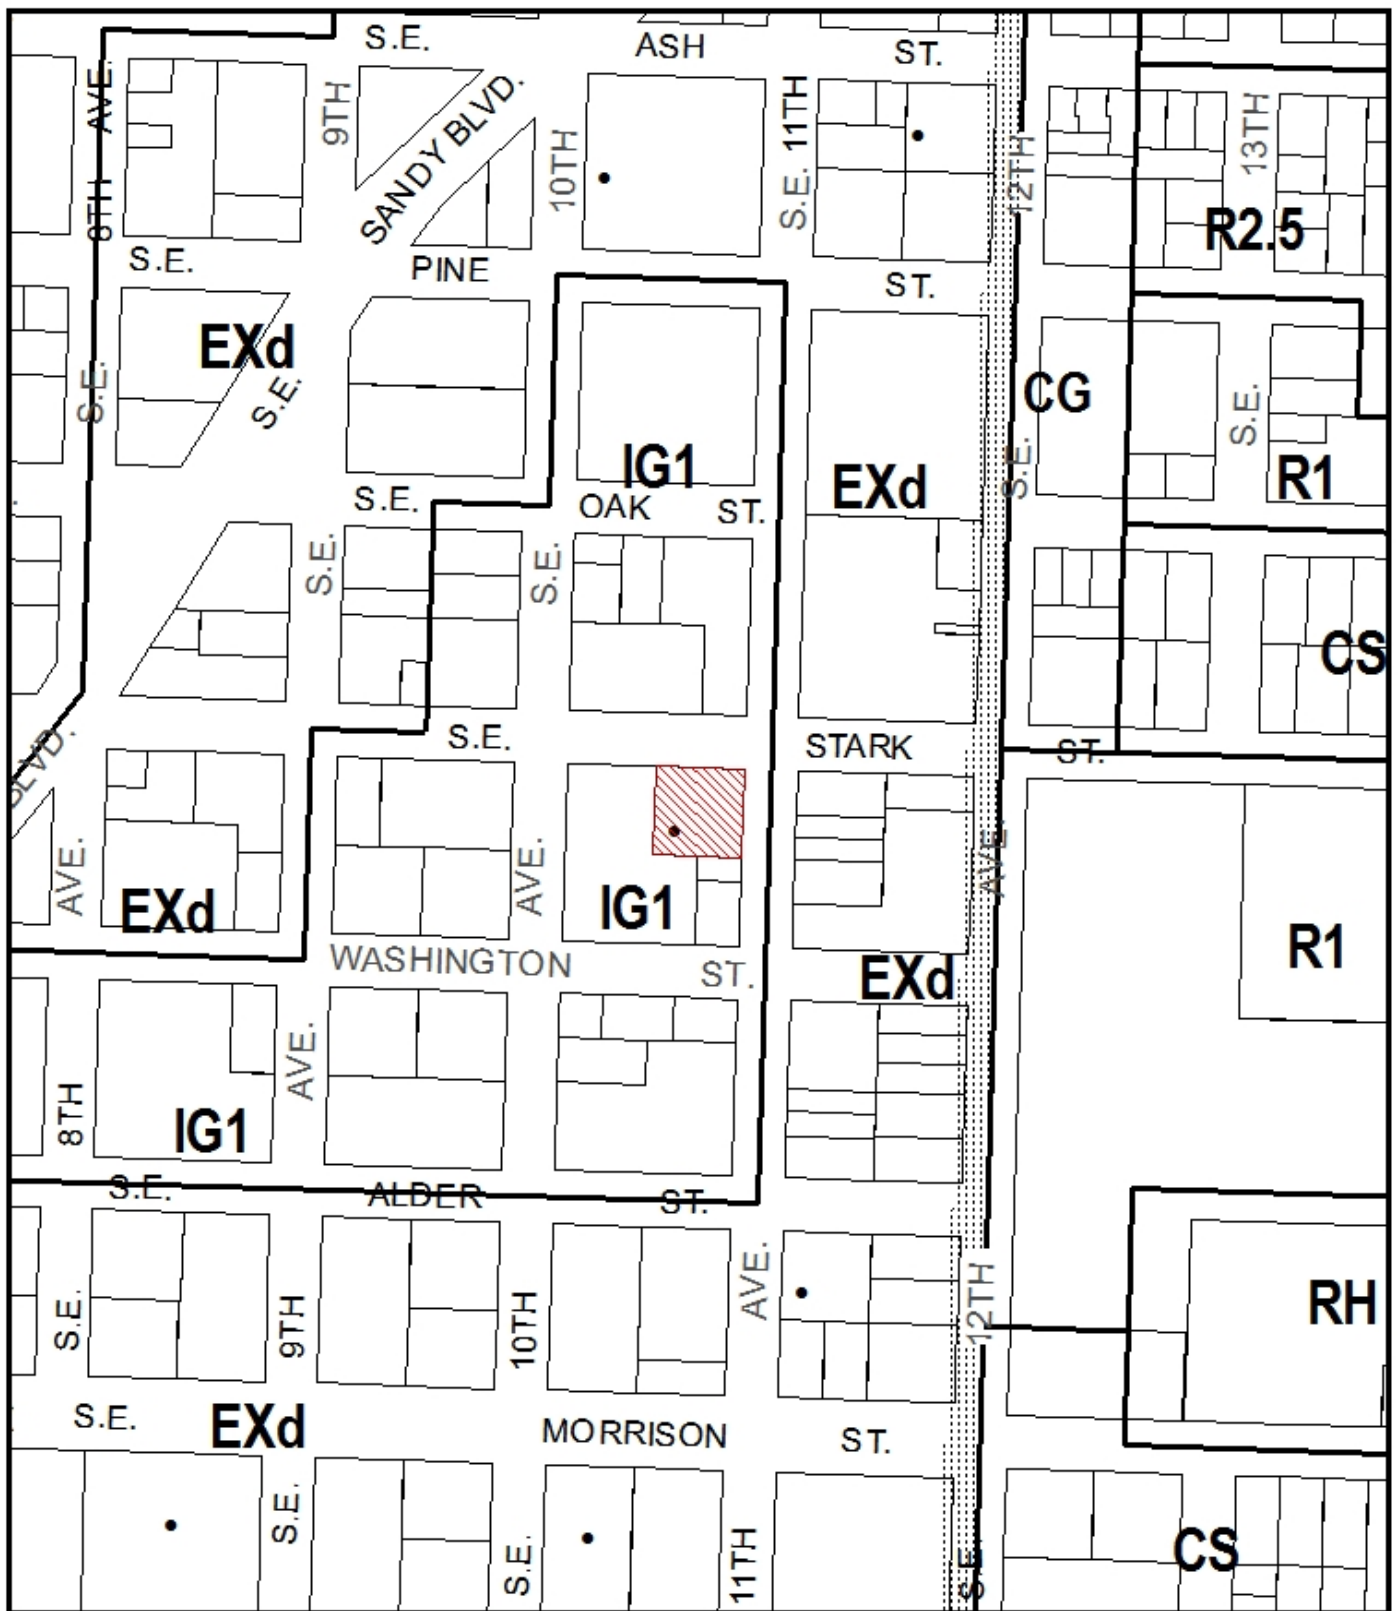 S.E. ASH ST.
8TH AVE. S.E.
9TH
SANDY BLVD.
10TH
S.E. 11TH
12TH
13TH
R2.5
S.E. PINE ST.
EXd
S.E.
IG1
EXd
CG
S.E.
S.E.
R1
S.E. OAK ST.
S.E.
S.E.
CS
BLVD.
S.E. STARK ST.
AVE.
AVE.
AVE.
EXd
IG1
R1
WASHINGTON ST.
EXd
8TH
AVE.
IG1
S.E. ALDER ST.
S.E.
9TH
10TH
AVE.
12TH
RH
S.E. MORRISON ST.
EXd
S.E.
S.E.
11TH
S.E.
CS